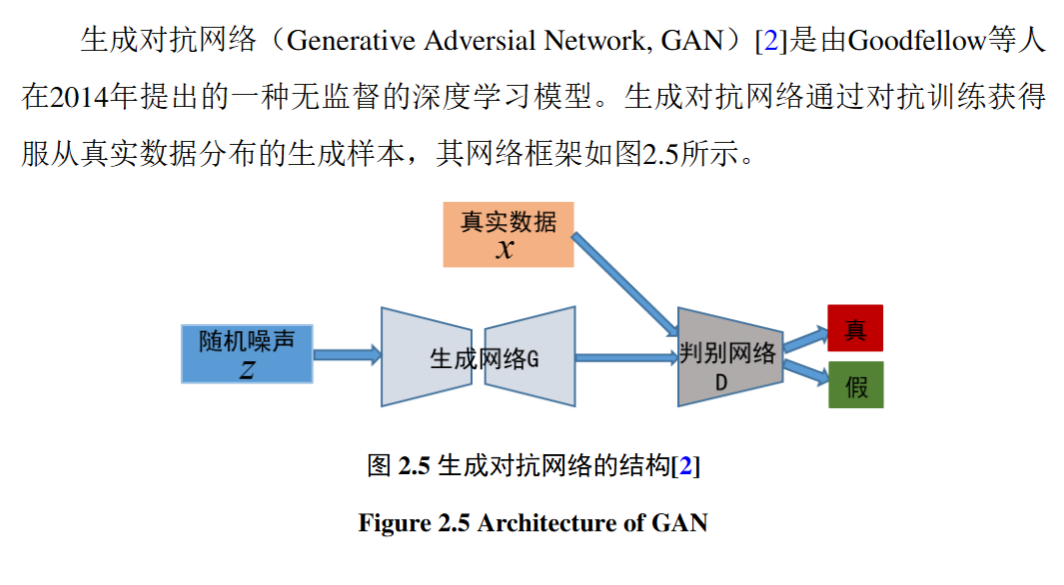 生成对抗网络（Generative Adversial Network, GAN）[2]是由Goodfellow等人
在2014年提出的一种无监督的深度学习模型。生成对抗网络通过对抗训练获得
服从真实数据分布的生成样本，其网络框架如图2.5所示。
真实数据
x
随机噪声
z
生成网络G
判别网络
D
真
假
图 2.5 生成对抗网络的结构[2]
Figure 2.5 Architecture of GAN